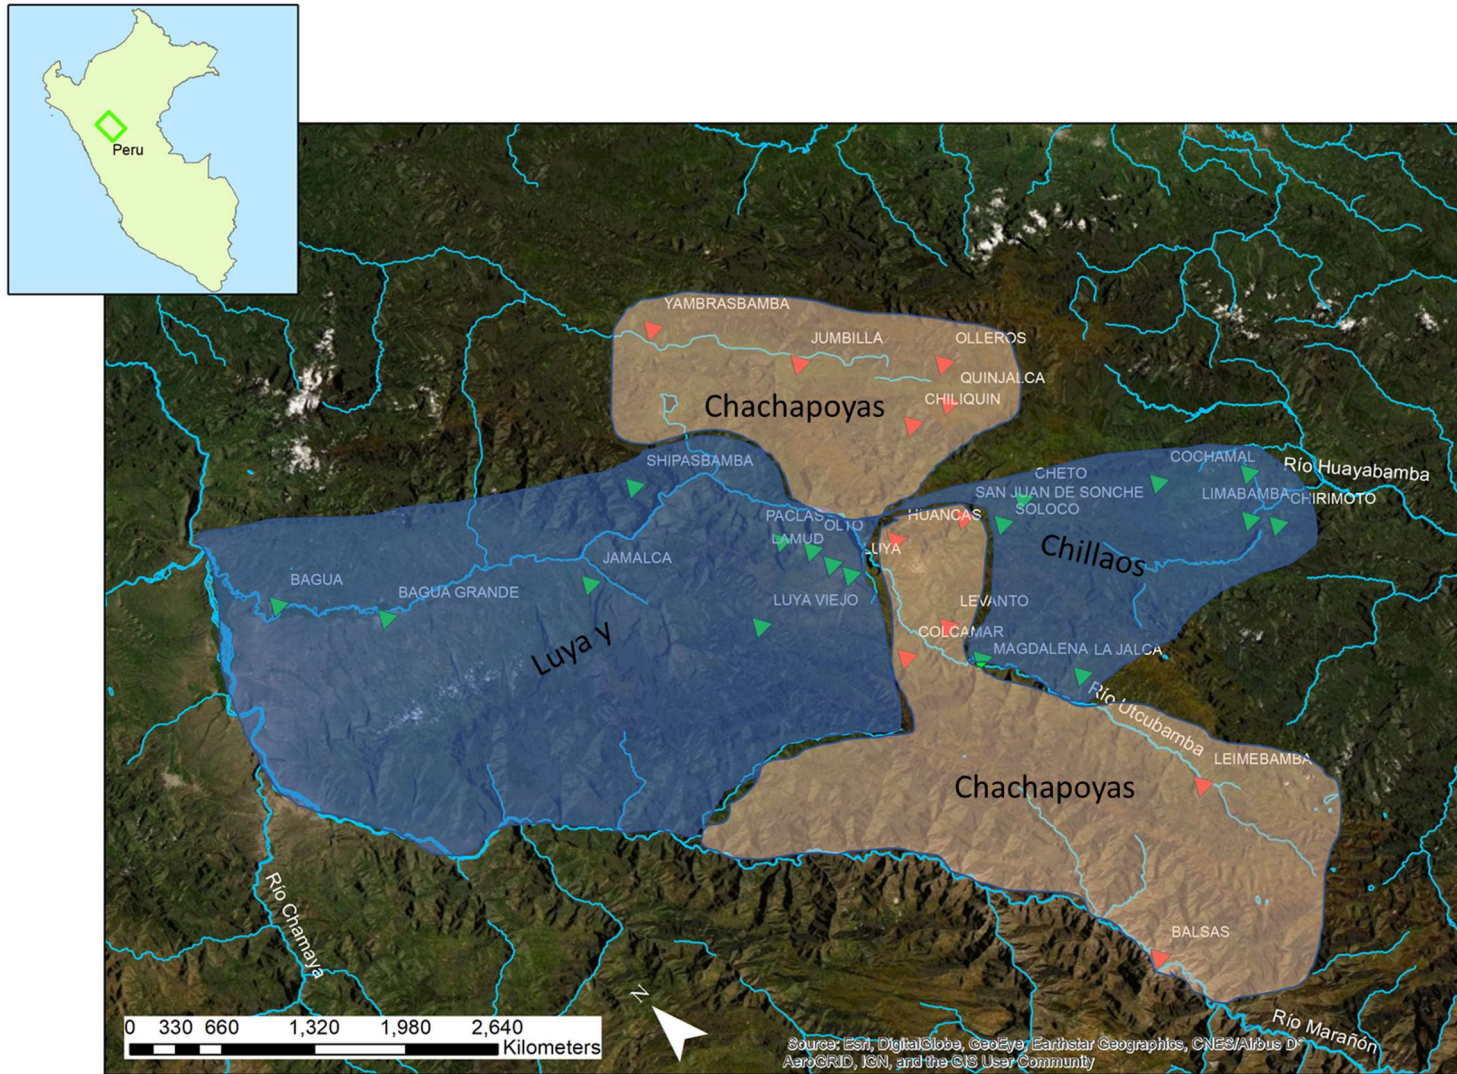 Peru
YAMBRASBAMBA
JUMBILLA
OLLEROS
QUINJALCA
CHILIQUIN
Chachapoyas
SHIPASBAMBA
COCHAMAL
Río Huayabamba
CHETO
SAN JUAN DE SONCHE
LIMABAMBA
CHIRIMOTO
SOLOCO
PACLAS
OLTO
HUANCAS
LAMUD
LUYA
Chillaos
JAMALCA
BAGUA
BAGUA GRANDE
LUYA VIEJO
LEVANTO
Luya y
COLCAMAR
MAGDALENA
LA JALCA
Río Utcubamba
LEIMEBAMBA
Chachapoyas
Río Chamaya
BALSAS
N
Río Marañón
0 330 660 1,320 1,980 2,640
Kilometers
Source: Esri, DigitalGlobe, GeoEye, Earthstar Geographics, CNES/Airbus D
AeroGRID, IGN, and the GIS User Community